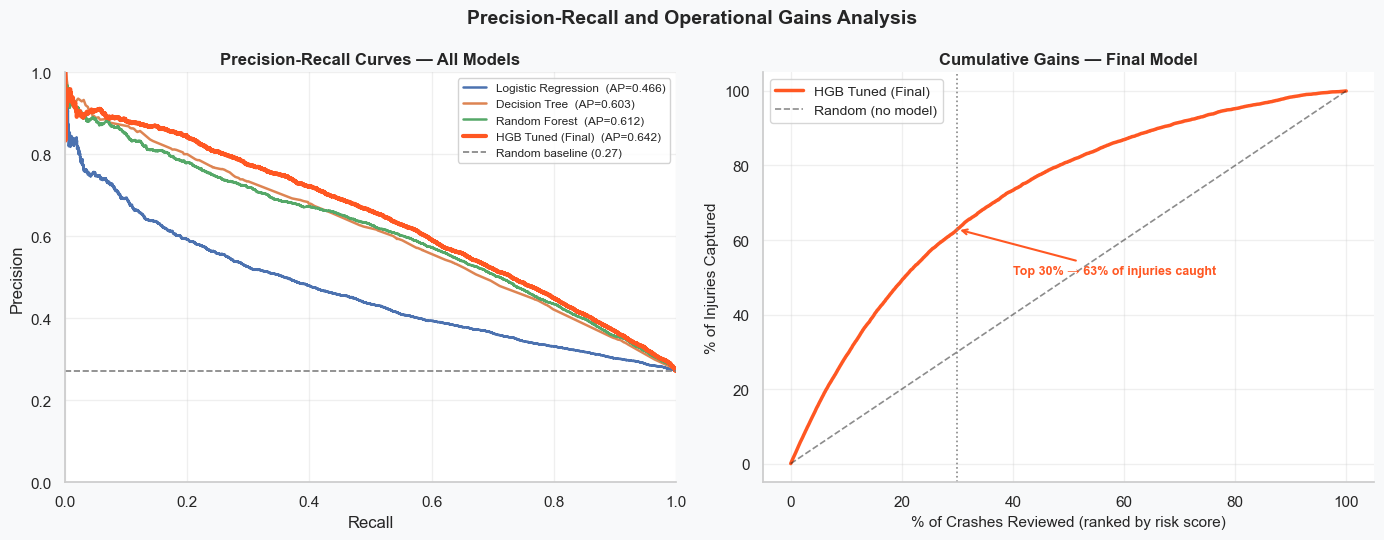 Precision-Recall and Operational Gains Analysis
Precision-Recall Curves — All Models
Precision
1.0
0.8
0.6
0.4
0.2
0.0
0.0 0.2 0.4 0.6 0.8 1.0
Recall
Logistic Regression (AP=0.466)
Decision Tree (AP=0.603)
Random Forest (AP=0.612)
HGB Tuned (Final) (AP=0.642)
Random baseline (0.27)
Cumulative Gains — Final Model
% of Injuries Captured
100
80
60
40
20
0
0 20 40 60 80 100
% of Crashes Reviewed (ranked by risk score)
HGB Tuned (Final)
Random (no model)
Top 30% — 63% of injuries caught